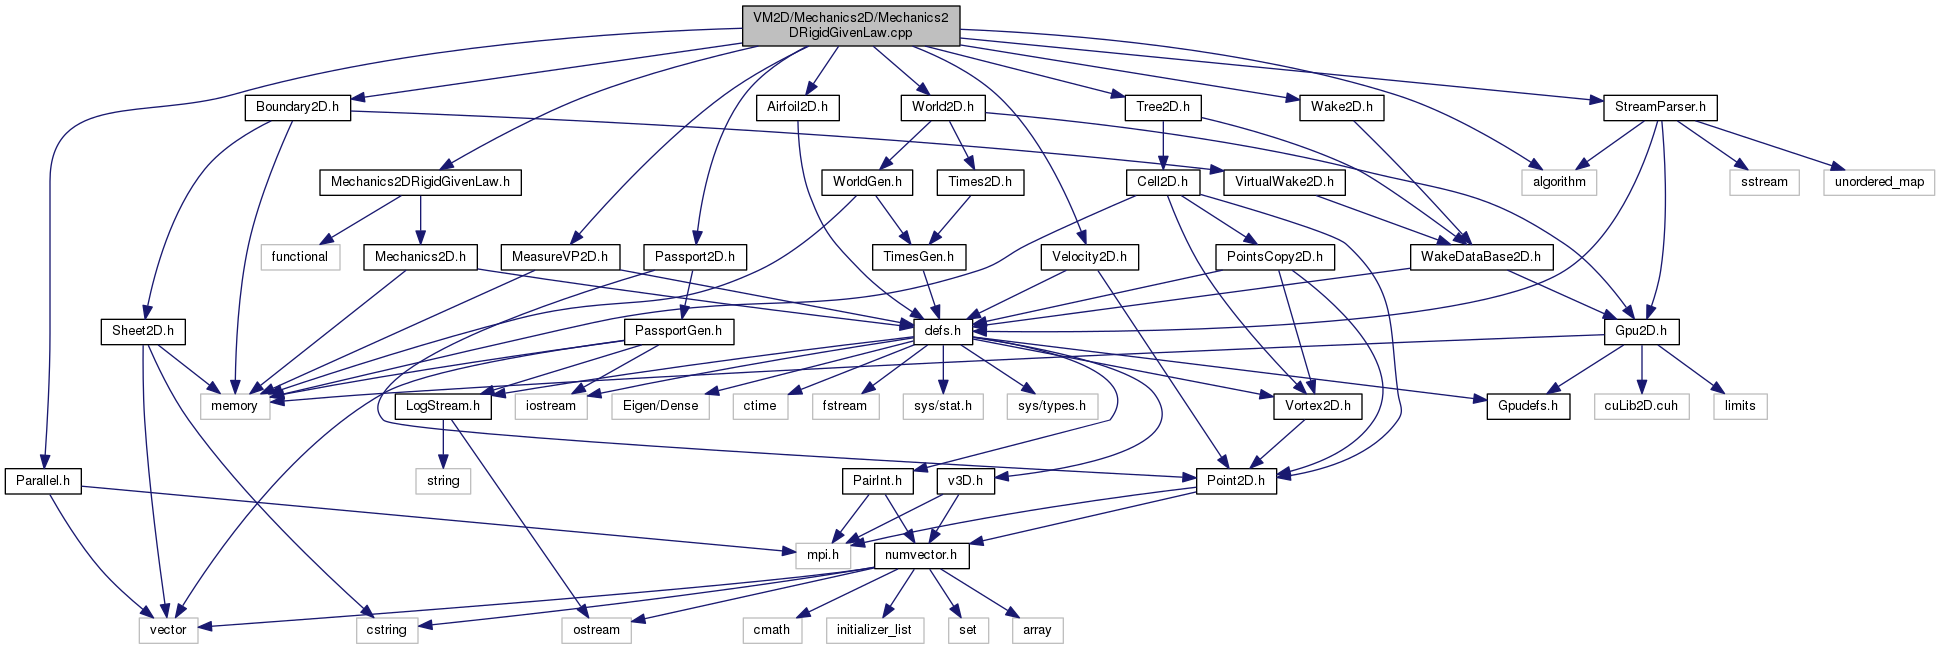 VM2D/Mechanics2D/Mechanics2
DRigidGivenLaw.cpp
Boundary2D.h
Airfoil2D.h
World2D.h
Tree2D.h
Wake2D.h
StreamParser.h
Mechanics2DRigidGivenLaw.h
WorldGen.h
Times2D.h
Cell2D.h
VirtualWake2D.h
algorithm
sstream
unordered_map
functional
Mechanics2D.h
MeasureVP2D.h
Passport2D.h
TimesGen.h
Velocity2D.h
PointsCopy2D.h
WakeDataBase2D.h
Sheet2D.h
PassportGen.h
defs.h
Gpu2D.h
memory
LogStream.h
iostream
Eigen/Dense
ctime
fstream
sys/stat.h
sys/types.h
Vortex2D.h
Gpudefs.h
cuLib2D.cuh
limits
Parallel.h
string
PairInt.h
v3D.h
Point2D.h
mpi.h
numvector.h
vector
cstring
ostream
cmath
initializer_list
set
array